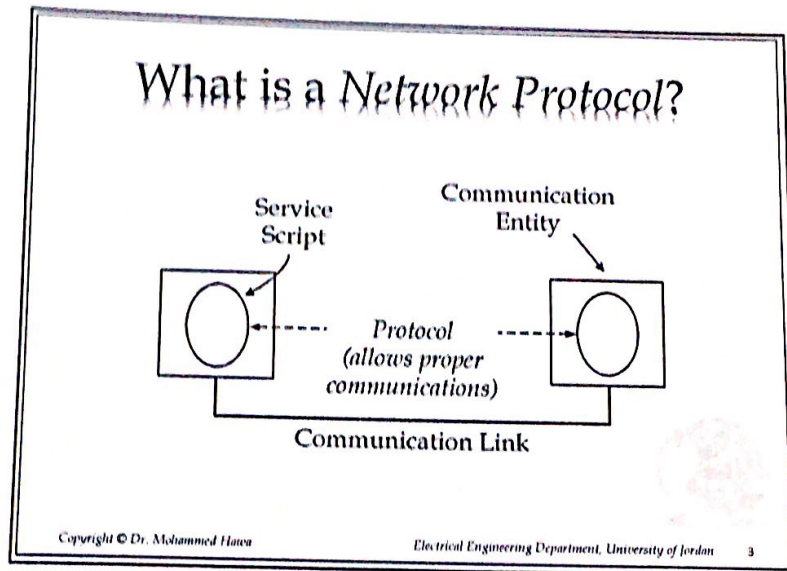 What is a Network Protocol?
Service
Script
Communication
Entity
Protocol
(allows proper
communications)
Communication Link
Copyright © Dr. Mohammed Hawa
Electrical Engineering Department, University of Jordan
3